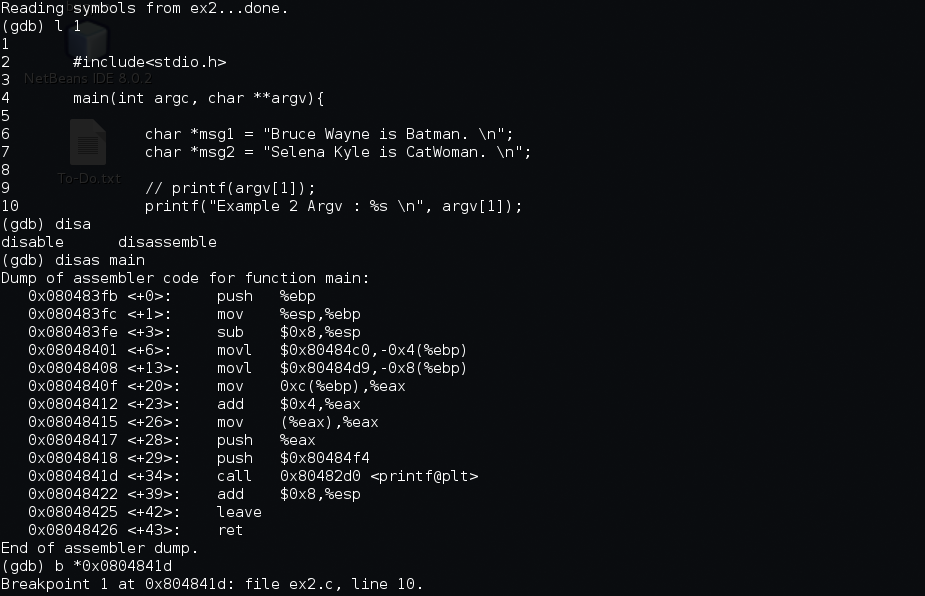 Reading symbols from ex2...done.
(gdb) l 1
1
2       #include<stdio.h>
3
NetBeans IDE 8.0.2
4       main(int argc, char **argv){
5
6               char *msg1 = "Bruce Wayne is Batman. \n";
7               char *msg2 = "Selena Kyle is CatWoman. \n";
8
To-Do.txt
9               // printf(argv[1]);
10              printf("Example 2 Argv : %s \n", argv[1]);
(gdb) disa
disable      disassemble
(gdb) disas main
Dump of assembler code for function main:
   0x080483fb <+0>:     push   %ebp
   0x080483fc <+1>:     mov    %esp,%ebp
   0x080483fe <+3>:     sub    $0x8,%esp
   0x08048401 <+6>:     movl   $0x80484c0,-0x4(%ebp)
   0x08048408 <+13>:    movl   $0x80484d9,-0x8(%ebp)
   0x0804840f <+20>:    mov    0xc(%ebp),%eax
   0x08048412 <+23>:    add    $0x4,%eax
   0x08048415 <+26>:    mov    (%eax),%eax
   0x08048417 <+28>:    push   %eax
   0x08048418 <+29>:    push   $0x80484f4
   0x0804841d <+34>:    call   0x80482d0 <printf@plt>
   0x08048422 <+39>:    add    $0x8,%esp
   0x08048425 <+42>:    leave
   0x08048426 <+43>:    ret
End of assembler dump.
(gdb) b *0x0804841d
Breakpoint 1 at 0x804841d: file ex2.c, line 10.